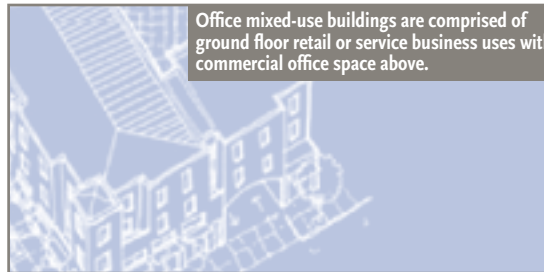 Office mixed-use buildings are comprised of
ground floor retail or service business uses wit
commercial office space above.